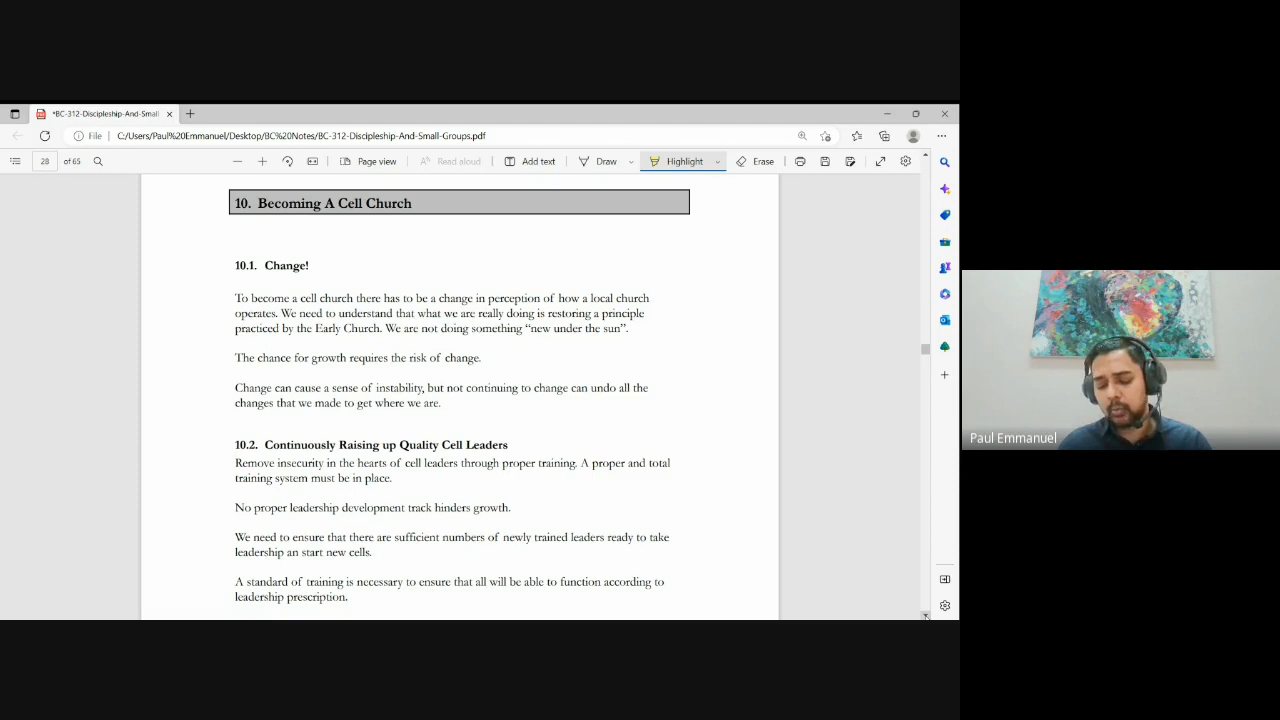 *BC-312-Discipleship-And-Small
File
C:/Users/Paul%20Emmanuel/Desktop/BC%20Notes/BC-312-Discipleship-And-Small-Groups.pdf
28 of 65
Page view
Read aloud
Add text
Draw
Highlight
Erase
10. Becoming A Cell Church
10.1. Change!
To become a cell church there has to be a change in perception of how a local church
operates. We need to understand that what we are really doing is restoring a principle
practiced by the Early Church. We are not doing something “new under the sun”.
The chance for growth requires the risk of change.
Change can cause a sense of instability, but not continuing to change can undo all the
changes that we made to get where we are.
10.2. Continuously Raising up Quality Cell Leaders
Remove insecurity in the hearts of cell leaders through proper training. A proper and total
training system must be in place.
No proper leadership development track hinders growth.
We need to ensure that there are sufficient numbers of newly trained leaders ready to take
leadership an start new cells.
A standard of training is necessary to ensure that all will be able to function according to
leadership prescription.
Paul Emmanuel